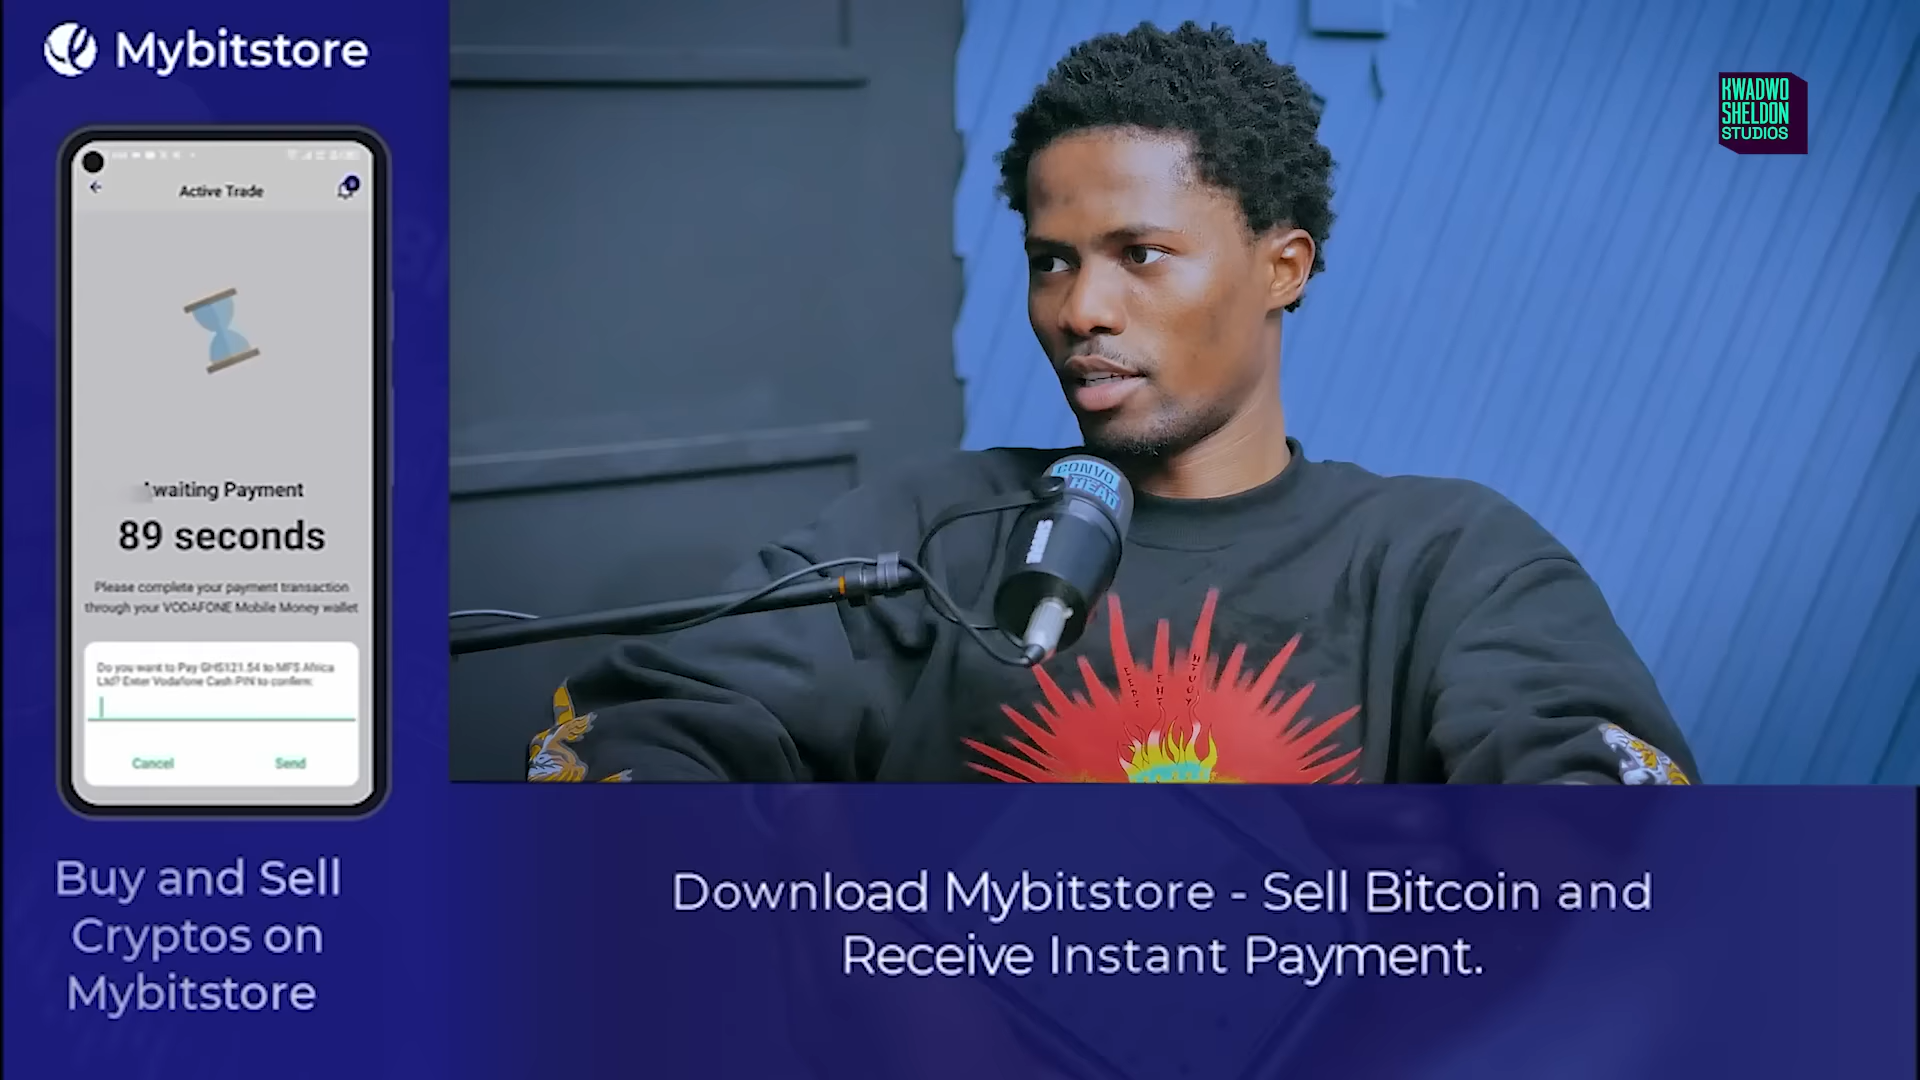 Mybitstore
Active Trade
Awaiting Payment
89 seconds
Please complete your payment transaction
through your VODAFONE Mobile Money wallet
Do you want to Pay GHS121.54 to MFS Africa
Ltd? Enter Vodafone Cash PIN to confirm:
Cancel
Send
Buy and Sell
Cryptos on
Mybitstore
KWADWO
SHELDON
STUDIOS
CONVO
HEAD
Download Mybitstore - Sell Bitcoin and
Receive Instant Payment.